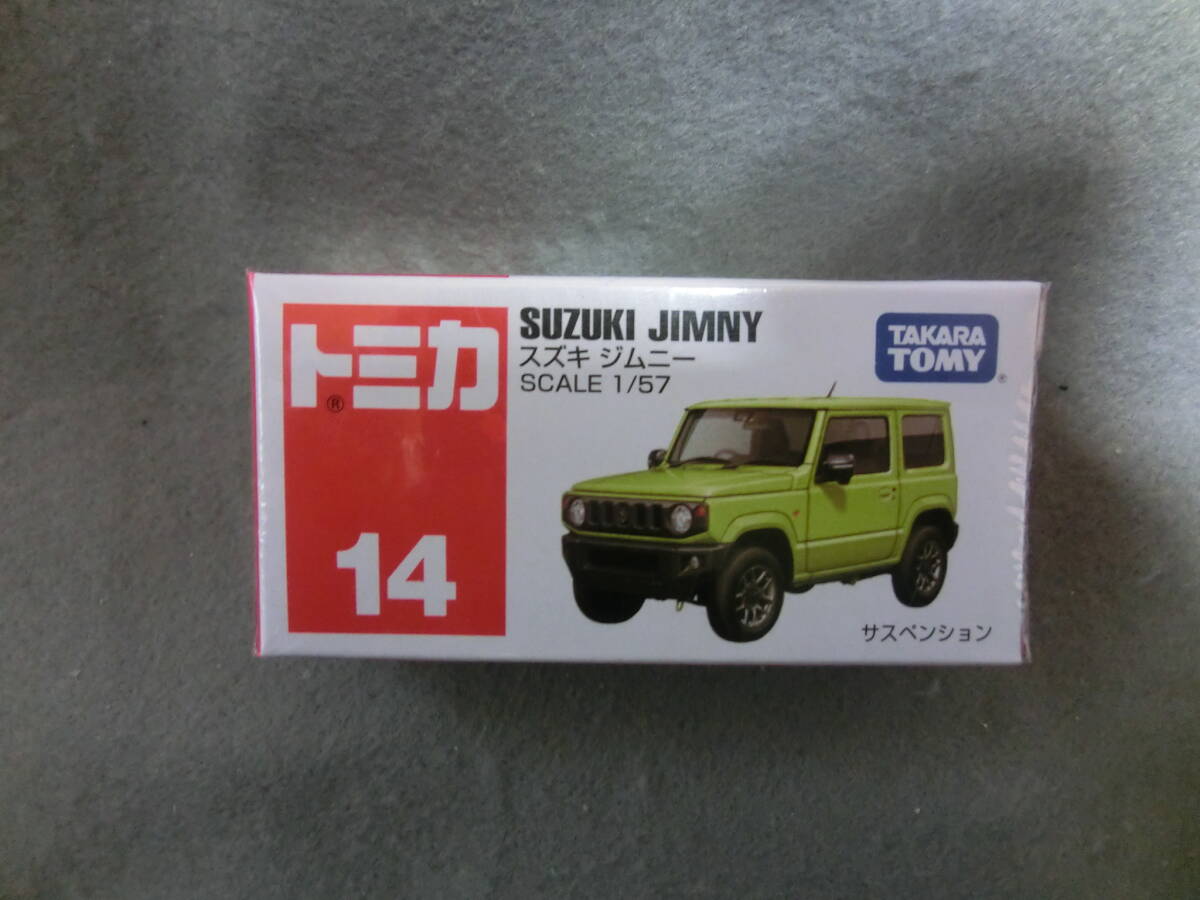 トミカ
®
14
SUZUKI JIMNY
スズキ ジムニー
SCALE 1/57
TAKARA
TOMY
®
サスペンション